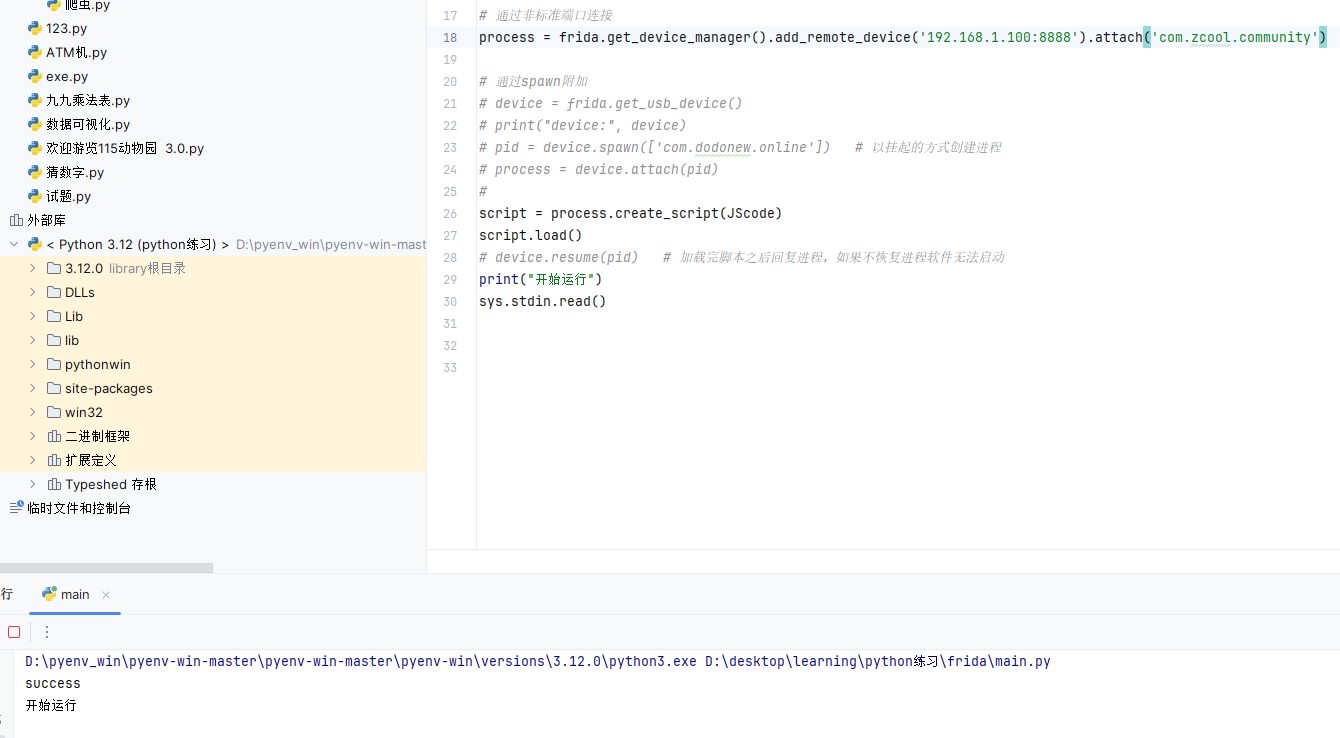 爬虫.py
123.py
ATM机.py
exe.py
九九乘法表.py
数据可视化.py
欢迎游览115动物园  3.0.py
猜数字.py
试题.py
外部库
< Python 3.12 (python练习) >  D:\pyenv_win\pyenv-win-mast
3.12.0  library根目录
DLLs
Lib
lib
pythonwin
site-packages
win32
二进制框架
扩展定义
Typeshed 存根
临时文件和控制台
17  # 通过非标准端口连接
18  process = frida.get_device_manager().add_remote_device('192.168.1.100:8888').attach('com.zcool.community')
19
20  # 通过spawn附加
21  # device = frida.get_usb_device()
22  # print("device:", device)
23  # pid = device.spawn(['com.dodonew.online'])   # 以挂起的方式创建进程
24  # process = device.attach(pid)
25  #
26  script = process.create_script(JScode)
27  script.load()
28  # device.resume(pid)   # 加载完脚本之后回复进程，如果不恢复进程软件无法启动
29  print("开始运行")
30  sys.stdin.read()
31
32
33
行  main
D:\pyenv_win\pyenv-win-master\pyenv-win-master\pyenv-win\versions\3.12.0\python3.exe D:\desktop\learning\python练习\frida\main.py
success
开始运行